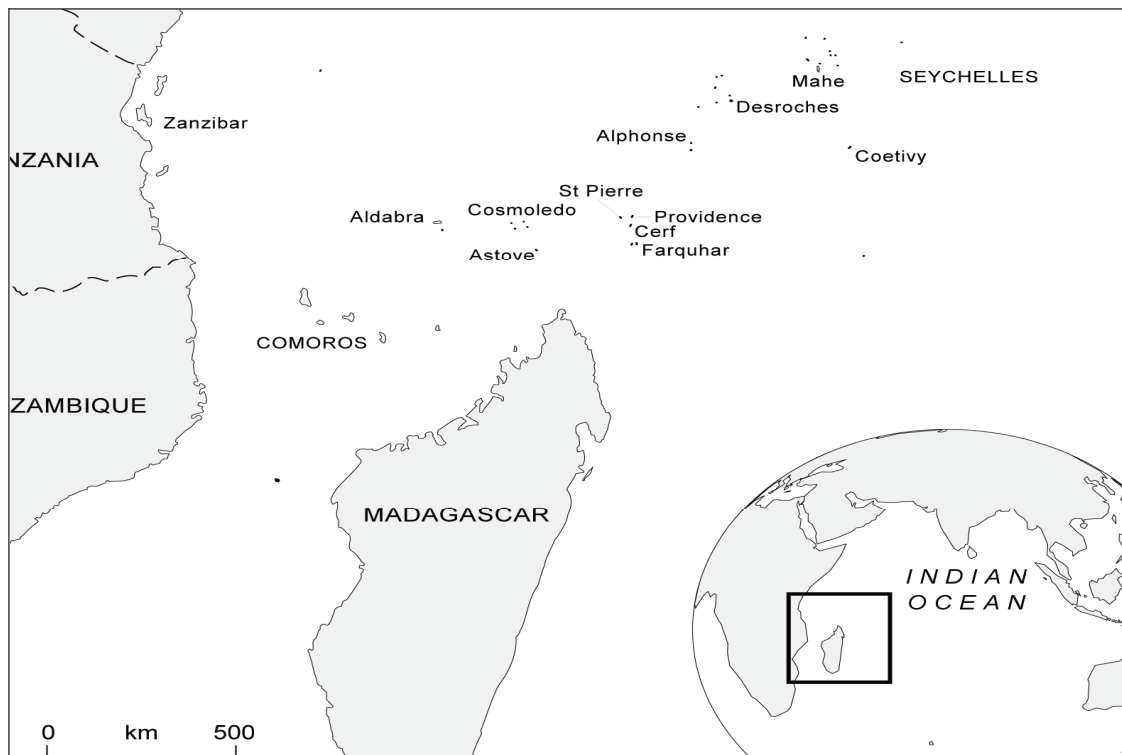 Mahe
SEYCHELLES
Desroches
Zanzibar
Alphonse
NZANIA
Coetivy
St Pierre
Aldabra
Cosmoledo
Providence
Cerf
Astove
Farquhar
COMOROS
ZAMBIQUE
MADAGASCAR
INDIAN
OCEAN
0 km 500